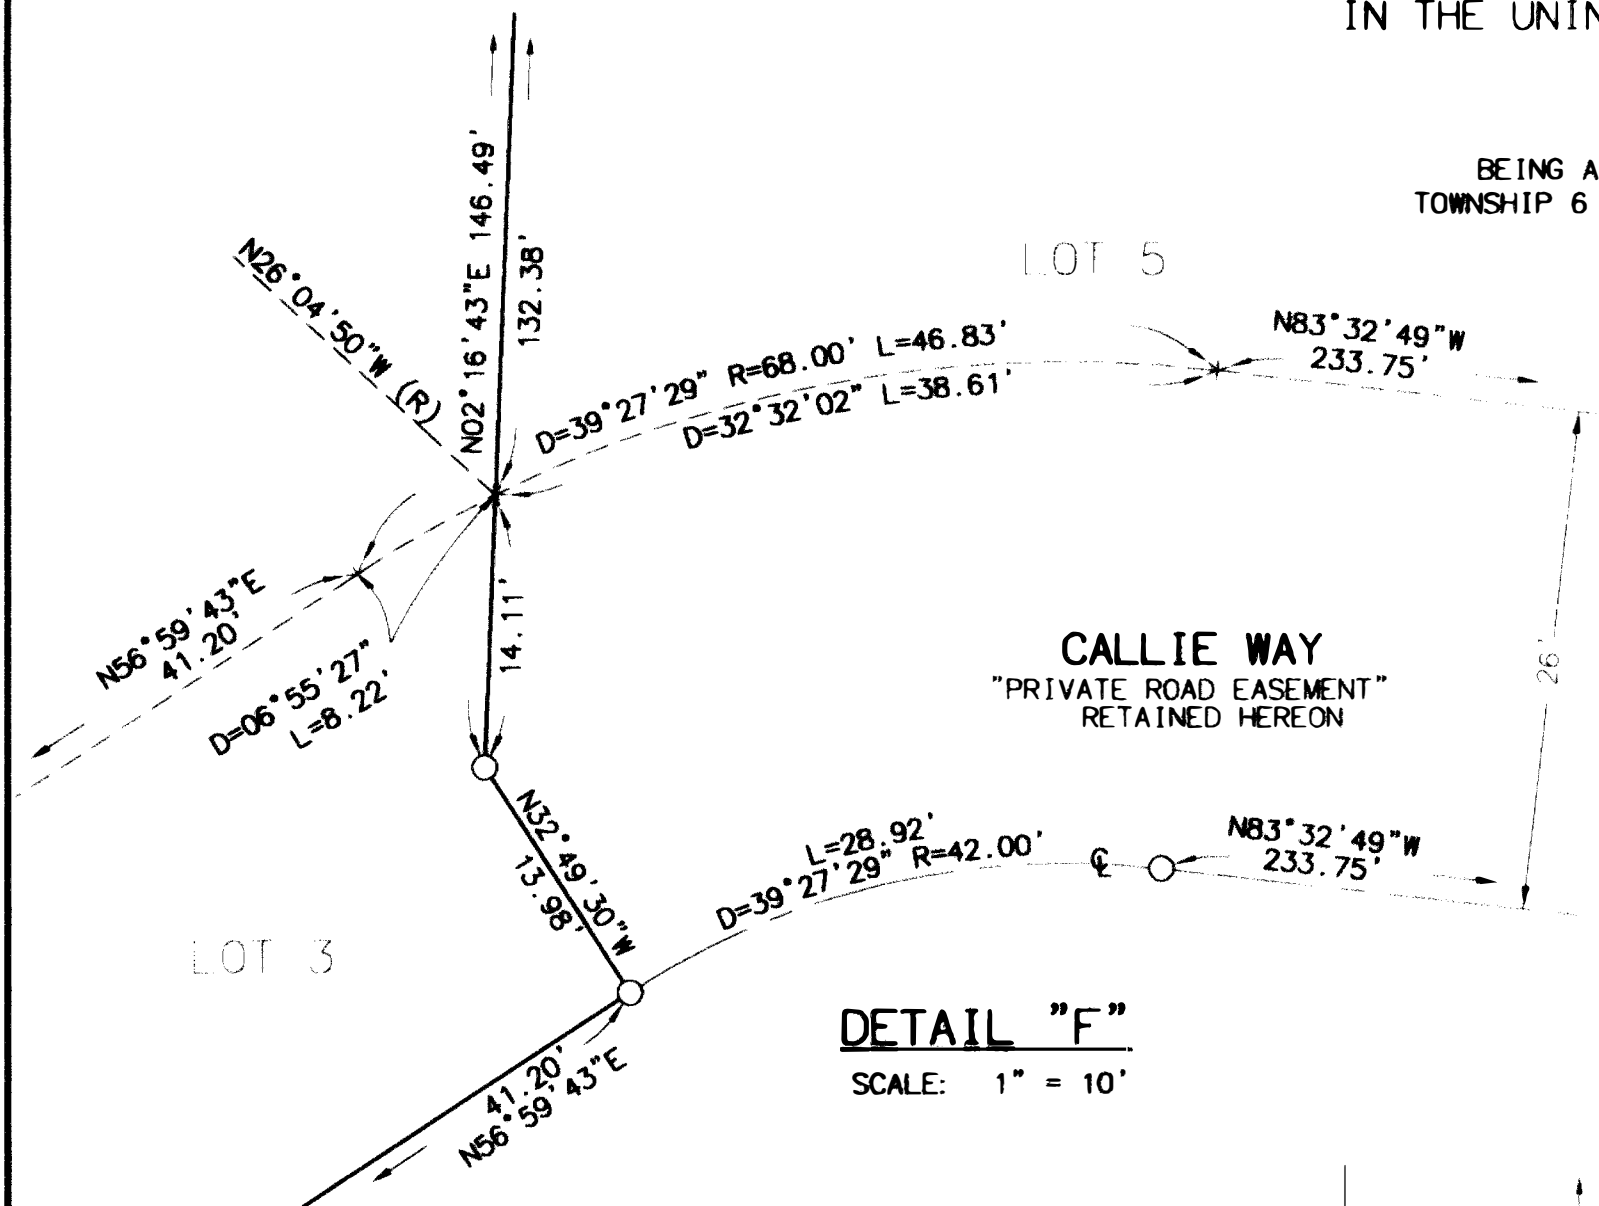 IN THE UNIN
BEING A
TOWNSHIP 6
LOT 5
N02°16'43"E 146.49'
132.38'
N26°04'50"W (R)
D=39°27'29" R=68.00' L=46.83'
D=32°32'02" L=38.61'
N83°32'49"W
233.75'
N56°59'43"E
41.20'
D=06°55'27"
L=8.22'
14.11'
CALLIE WAY
"PRIVATE ROAD EASEMENT"
RETAINED HEREON
26'
N32°49'30"W
13.98'
L=28.92'
D=39°27'29" R=42.00'
℄
N83°32'49"W
233.75'
LOT 3
41.20'
N56°59'43"E
DETAIL "F"
SCALE: 1" = 10'